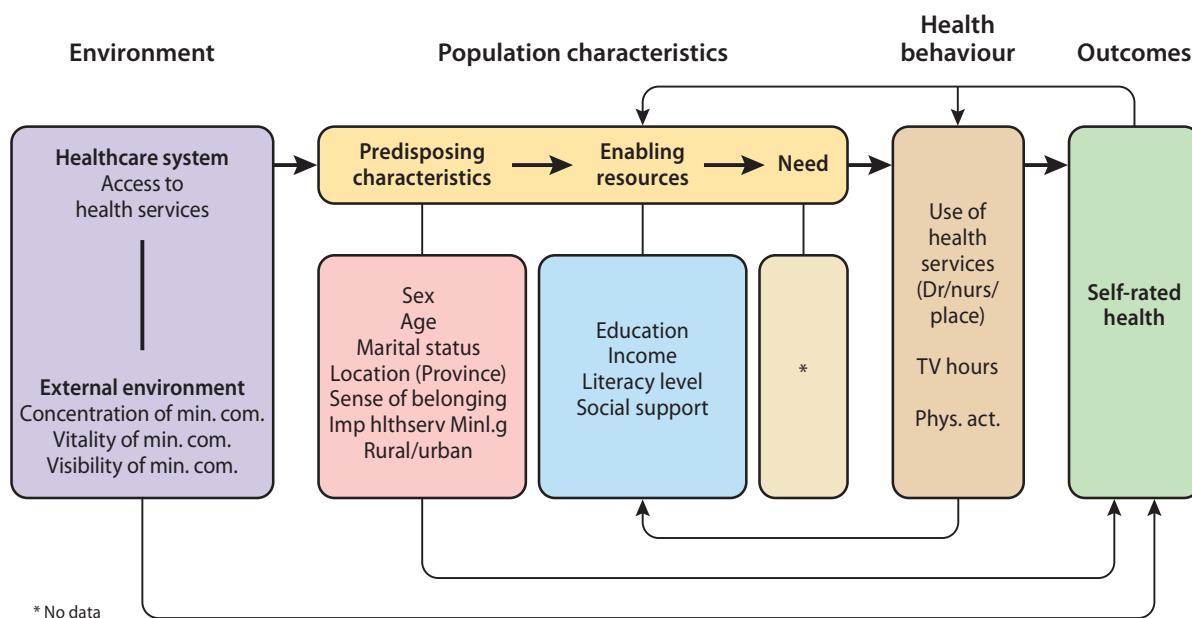 Environment
Population characteristics
Health
behaviour
Outcomes
Healthcare system
Access to
health services
External environment
Concentration of min. com.
Vitality of min. com.
Visibility of min. com.
Predisposing
characteristics
Enabling
resources
Need
Sex
Age
Marital status
Location (Province)
Sense of belonging
Imp hlthserv Minl.g
Rural/urban
Education
Income
Literacy level
Social support
*
Use of
health
services
(Dr/nurs/
place)
TV hours
Phys. act.
Self-rated
health
* No data